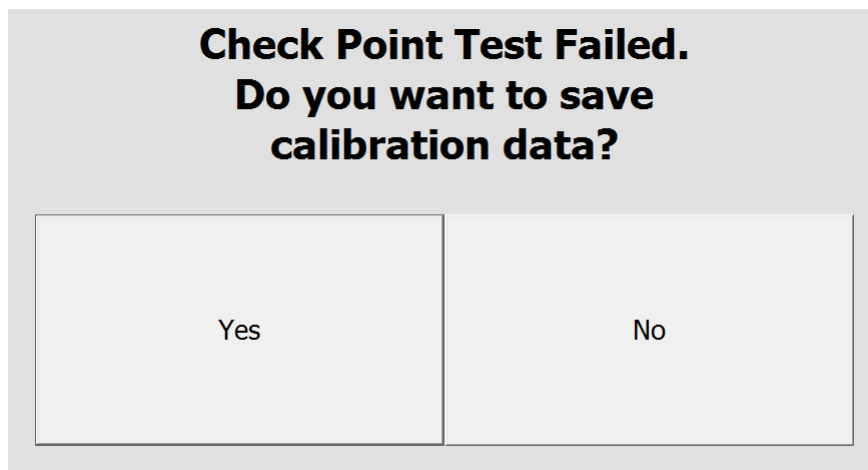 Check Point Test Failed.
Do you want to save
calibration data?
Yes
No